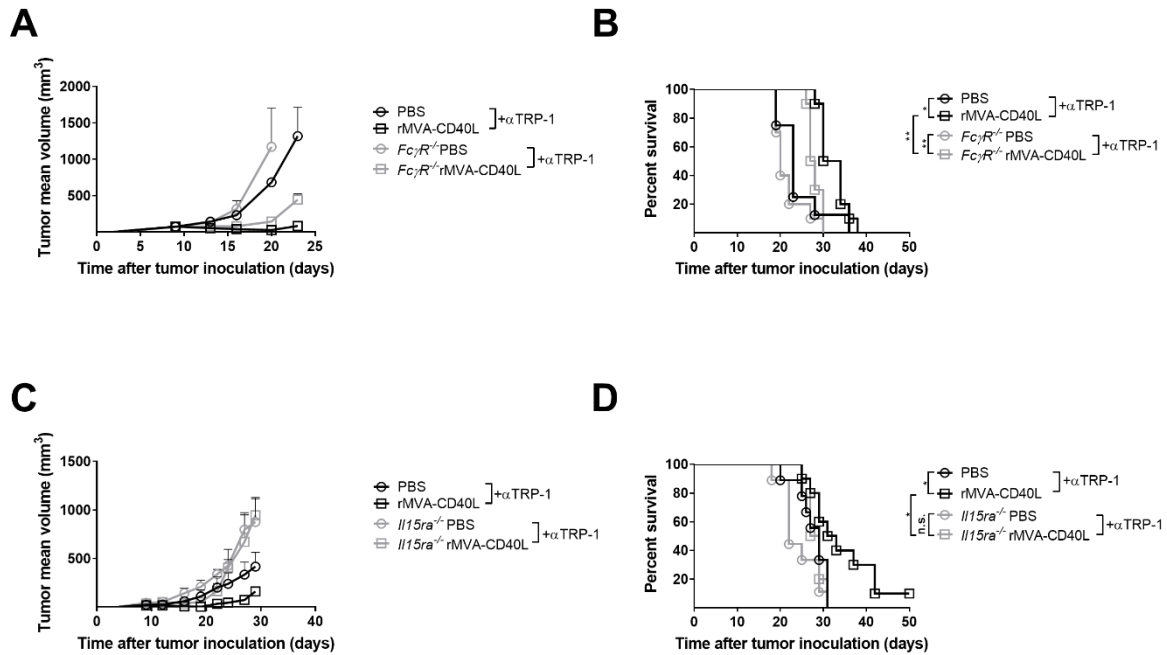 A
Tumor mean volume (mm³)
2000
1500
1000
500
0 5 10 15 20 25
Time after tumor inoculation (days)
PBS
rMVA-CD40L
+αTRP-1
FcγR-/- PBS
FcγR-/- rMVA-CD40L
+αTRP-1
B
Percent survival
100
80
60
40
20
0 10 20 30 40 50
Time after tumor inoculation (days)
**
*
**
PBS
rMVA-CD40L
+αTRP-1
FcγR-/- PBS
FcγR-/- rMVA-CD40L
+αTRP-1
C
Tumor mean volume (mm³)
1500
1000
500
0 10 20 30 40
Time after tumor inoculation (days)
PBS
rMVA-CD40L
+αTRP-1
Il15ra-/- PBS
Il15ra-/- rMVA-CD40L
+αTRP-1
D
Percent survival
100
80
60
40
20
0 10 20 30 40 50
Time after tumor inoculation (days)
*
*
n.s.
PBS
rMVA-CD40L
+αTRP-1
Il15ra-/- PBS
Il15ra-/- rMVA-CD40L
+αTRP-1